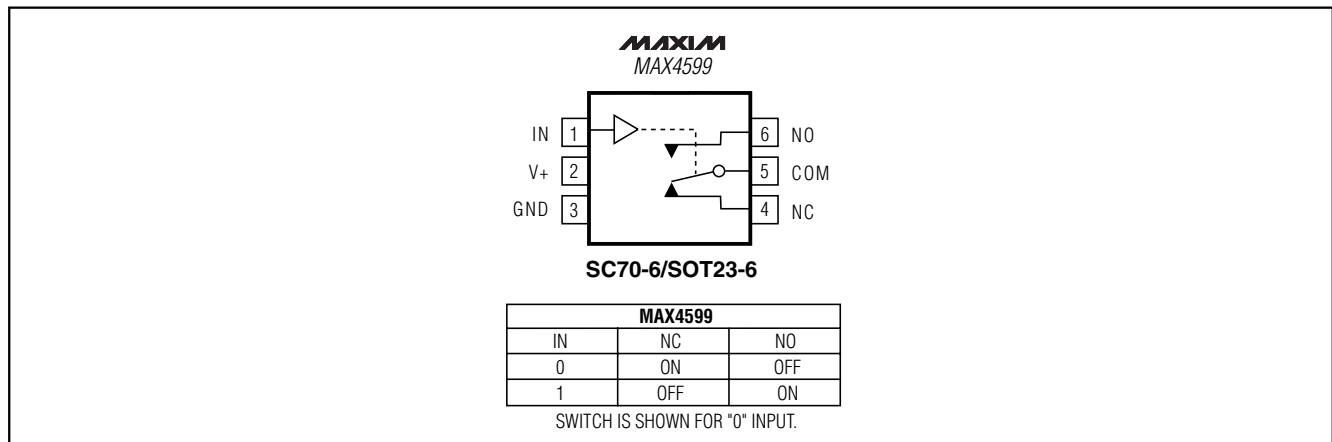 MAXIM
MAX4599
IN 1 6 NO
V+ 2 5 COM
GND 3 4 NC
SC70-6/SOT23-6
MAX4599
IN NC NO
0 ON OFF
1 OFF ON
SWITCH IS SHOWN FOR "0" INPUT.